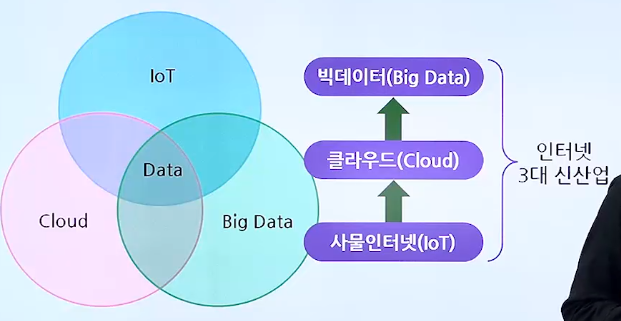 IoT
Data
Cloud
Big Data
빅데이터(Big Data)
클라우드(Cloud)
사물인터넷(IoT)
인터넷
3대 신산업